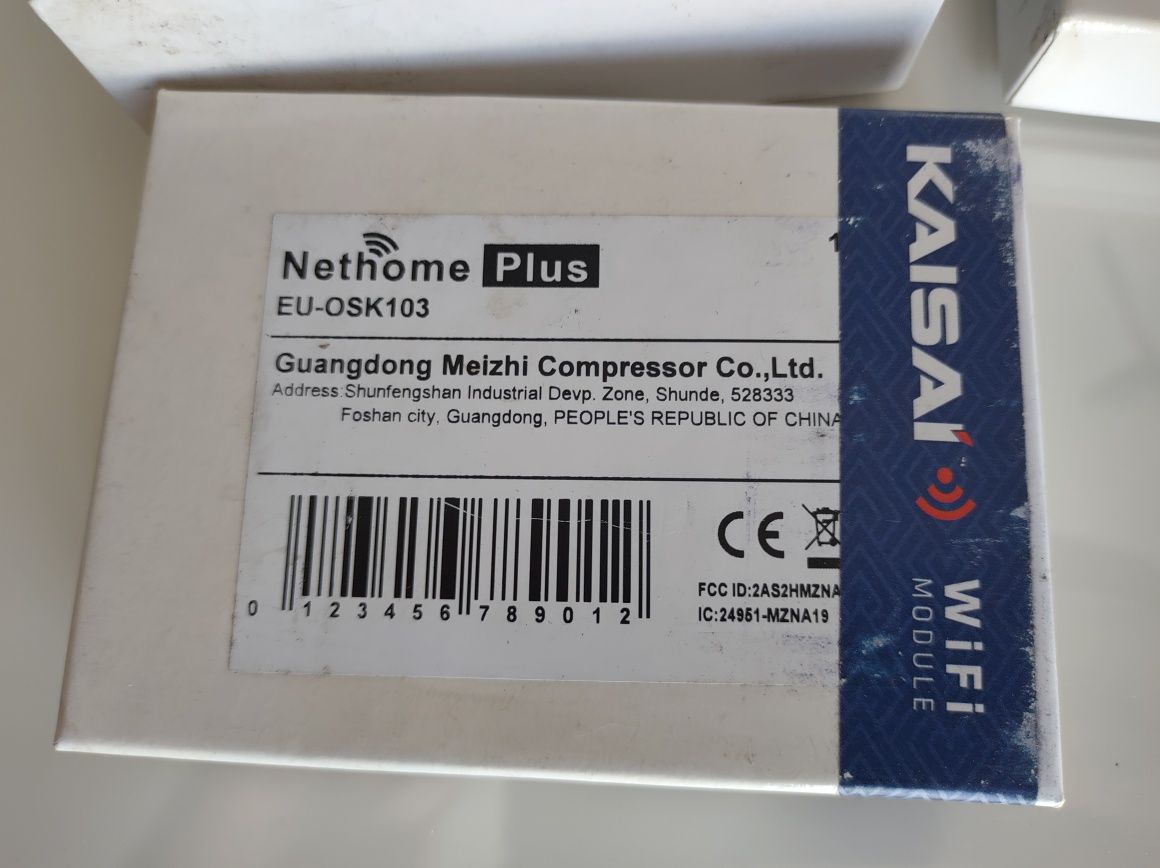 Nethome Plus
EU-OSK103
Guangdong Meizhi Compressor Co.,Ltd.
Address:Shunfengshan Industrial Devp. Zone, Shunde, 528333
Foshan city, Guangdong, PEOPLE'S REPUBLIC OF CHINA
0 123456 789012
CE
FCC ID:2AS2HMZNA
IC:24951-MZNA19
KAISAI
WiFi
MODULE